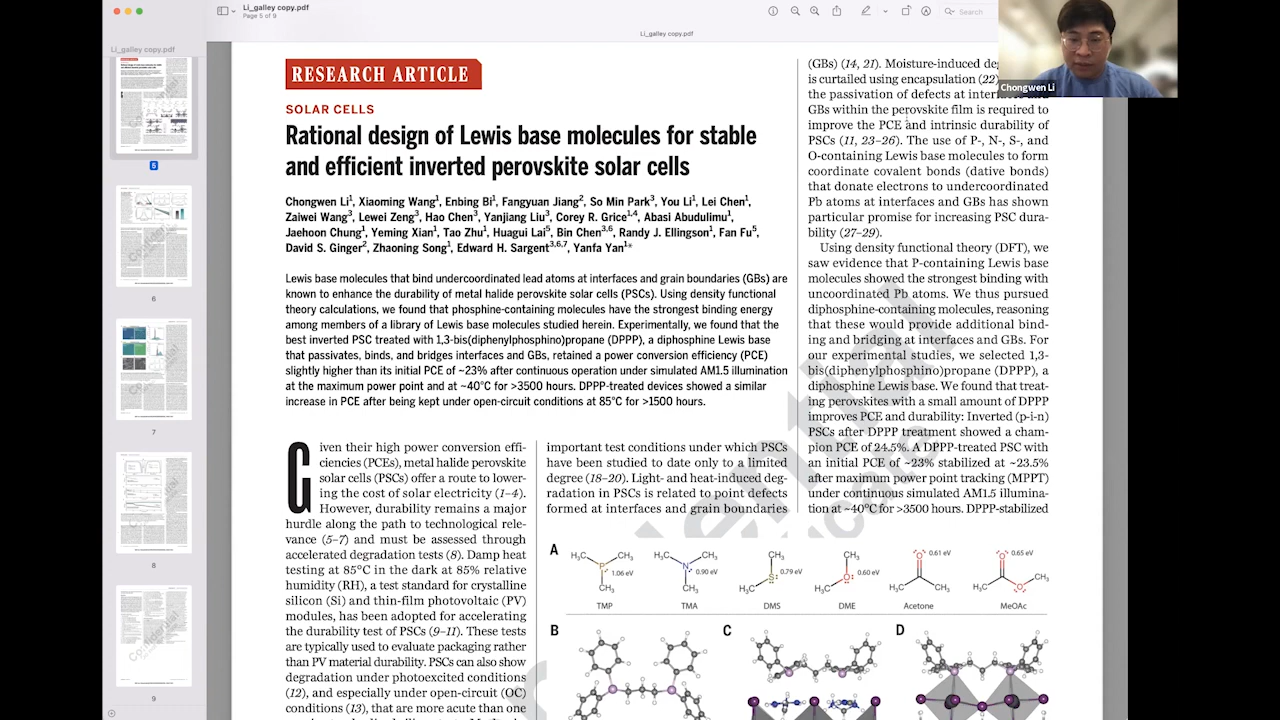 Li_galley copy.pdf
Page 5 of 9
Search
Li_galley copy.pdf
Li_galley copy.pdf
5
6
7
8
9
Chongwen Li
RESEARCH ARTICLE
SOLAR CELLS
Rational design of Lewis base molecules for stable
and efficient inverted perovskite solar cells
Chongwen Li1, Xiaoming Wang1, Enbing Bi1, Fangyuan Jiang2, So Min Park3, You Li1, Lei Chen1,
Zaiwei Wang3, Lewei Zeng3, Hao Chen3, Yanjiang Liu3, Corey R. Grice1,4, Abasi Abudulimu1,
Jaehoon Chung1, Yeming Xian1, Tao Zhu1, Huagui Lai5, Bin Chen3,6, Randy J. Ellingson1, Fan Fu5,
David S. Ginger2, Zhaoning Song1, Edward H. Sargent3,6,7, Yanfa Yan1*
Lewis base molecules that bind undercoordinated lead atoms at interfaces and grain boundaries (GBs) are
known to enhance the durability of metal halide perovskite solar cells (PSCs). Using density functional
theory calculations, we found that phosphine-containing molecules have the strongest binding energy
among members of a library of Lewis base molecules studied herein. Experimentally, we found that the
best inverted PSC treated with 1,3-bis(diphenylphosphino)propane (DPPP), a diphosphine Lewis base
that passivates, binds, and bridges interfaces and GBs, retained a power conversion efficiency (PCE)
slightly higher than its initial PCE of ~23% after continuous operation under simulated AM1.5 illumination
at the maximum power point and at ~40°C for >3500 hours. DPPP-treated devices showed a similar
increase in PCE after being kept under open-circuit conditions at 85°C for >1500 hours.
Given their high power conversion effi-
ciencies (PCEs), metal halide perovskite
solar cells (PSCs) offer a route to lower-
ing the cost of solar electricity (1–4).
However, durability remains a major
hurdle along the path to technological rele-
vance (5–7) and must be assessed through
accelerated degradation tests (8). Damp heat
testing at 85°C in the dark at 85% relative
humidity (RH), a test standard for crystalline
silicon (Si) and thin-film photovoltaic (PV)
modules, has been adopted for accelerating
the durability test of PSCs (9–11). These tests
are typically used to evaluate packaging rather
than PV material durability. PSCs can also show
degradation under photoexcited conditions
(12), and especially under open-circuit (OC)
conditions (13), that are more acute than one
important test conditions under which PSCs
have been studied to date only to a limited
degree (18–20). Light- and heat-induced deg-
radation in PSCs is related to point defects
formed at interfaces and grain boundaries
21). Moisture-induced
curtailed using encapsulation (22
passivation of defects at
GBs within the perovskite film is required to
improve the PCE and intrinsic durability of
PSCs (11, 23–26). The use of P-, N-, S-, and
O-containing Lewis base molecules to form
coordinate covalent bonds (dative bonds)
that donate electrons to undercoordinated
Pb atoms at interfaces and GBs has shown
early promise for increasing PSC dura-
bility (27–29).
Using density functional theory (DFT), we
saw evidence that P-containing Lewis base
molecules showed the strongest binding with
uncoordinated Pb atoms. We thus pursued
diphosphine-containing molecules, reasoning
that these would provide additional bind-
ing and bridging at interfaces and GBs. For
experimental studies, we selected 1,3-
bis(diphenylphosphino)propane (DPPP), a
diphosphine Lewis base. We found that treat-
ing perovskites with a small amount of DPPP
improved PCE and durability: Inverted (p-i-n)
PSCs after DPPP treatment showed a cham-
pion PCE of 24.5%. A DPPP-treated PSC with
an initial PCE of ~23% stabilized at ~23.5%
after maximum power point tracking (MPPT)
under continuous simulated AM1.5 illumina-
tion at ~40°C for >3500 hours. DPPP-stabilized
A
H3C CH3 P CH3 1.06 eV
H3C CH3 N CH3 0.90 eV
CH3 S H3C 0.79 eV
CH3 O H3C 0.60 eV
O H3C CH3 0.61 eV
O H3C O CH3 0.65 eV
TMP TMA DMS DME Acetone MeOAc
B C D